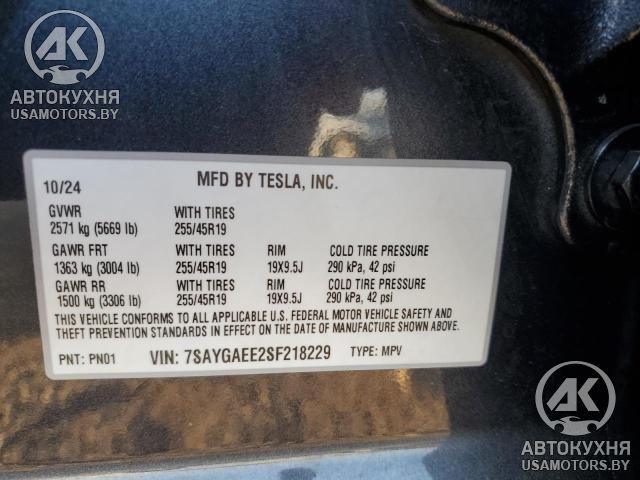 АК
АВТОКУХНЯ
USAMOTORS.BY
10/24 MFD BY TESLA, INC.
GVWR WITH TIRES
2571 kg (5669 lb) 255/45R19
GAWR FRT WITH TIRES RIM COLD TIRE PRESSURE
1363 kg (3004 lb) 255/45R19 19X9.5J 290 kPa, 42 psi
GAWR RR WITH TIRES RIM COLD TIRE PRESSURE
1500 kg (3306 lb) 255/45R19 19X9.5J 290 kPa, 42 psi
THIS VEHICLE CONFORMS TO ALL APPLICABLE U.S. FEDERAL MOTOR VEHICLE SAFETY AND
THEFT PREVENTION STANDARDS IN EFFECT ON THE DATE OF MANUFACTURE SHOWN ABOVE.
PNT: PN01 VIN: 7SAYGAEE2SF218229 TYPE: MPV
АК
АВТОКУХНЯ
USAMOTORS.BY